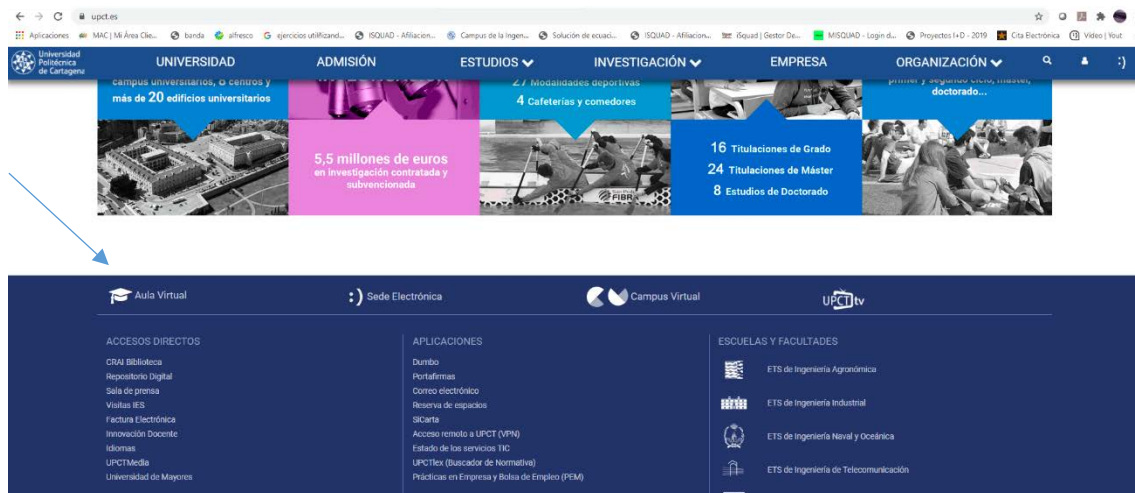 upct.es
Aplicaciones
MAC | Mi Área Clie...
banda
alfresco
ejercicios utilizand...
ISQUAD - Afiliacion...
Campus de la Ingen...
Solución de ecuaci...
ISQUAD - Afiliacion...
iSquad | Gestor De...
MISQUAD - Login d...
Proyectos I+D - 2019
Cita Electrónica
Vídeo | Yout
Universidad
Politécnica
de Cartagena
UNIVERSIDAD
ADMISIÓN
ESTUDIOS
INVESTIGACIÓN
EMPRESA
ORGANIZACIÓN
:)
campus universitarios, 8 centros y
más de 20 edificios universitarios
27 Modalidades deportivas
4 Cafeterías y comedores
primer y segundo ciclo, máster,
doctorado...
5,5 millones de euros
en investigación contratada y
subvencionada
FIBR
16 Titulaciones de Grado
24 Titulaciones de Máster
8 Estudios de Doctorado
Aula Virtual
:) Sede Electrónica
Campus Virtual
UPCT tv
ACCESOS DIRECTOS
CRAI Biblioteca
Repositorio Digital
Sala de prensa
Visitas IES
Factura Electrónica
Innovación Docente
Idiomas
UPCTMedia
Universidad de Mayores
APLICACIONES
Dumbo
Portafirmas
Correo electrónico
Reserva de espacios
SICarta
Acceso remoto a UPCT (VPN)
Estado de los servicios TIC
UPCTlex (Buscador de Normativa)
Prácticas en Empresa y Bolsa de Empleo (PEM)
ESCUELAS Y FACULTADES
ETS de Ingeniería Agronómica
ETS de Ingeniería Industrial
ETS de Ingeniería Naval y Oceánica
ETS de Ingeniería de Telecomunicación